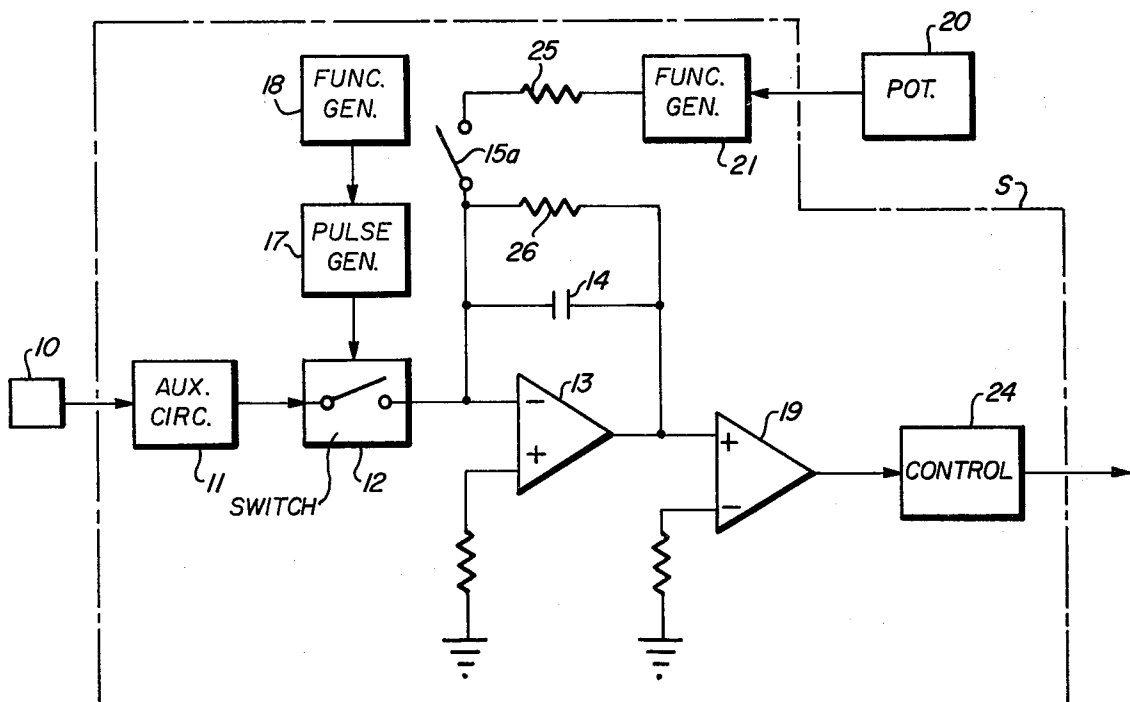 20
25
FUNC.
GEN.
18
FUNC.
GEN.
POT.
15a
21
S
PULSE
GEN.
17
26
14
10
AUX.
CIRC.
13
-
+
19
24
+
-
CONTROL
11
12
SWITCH